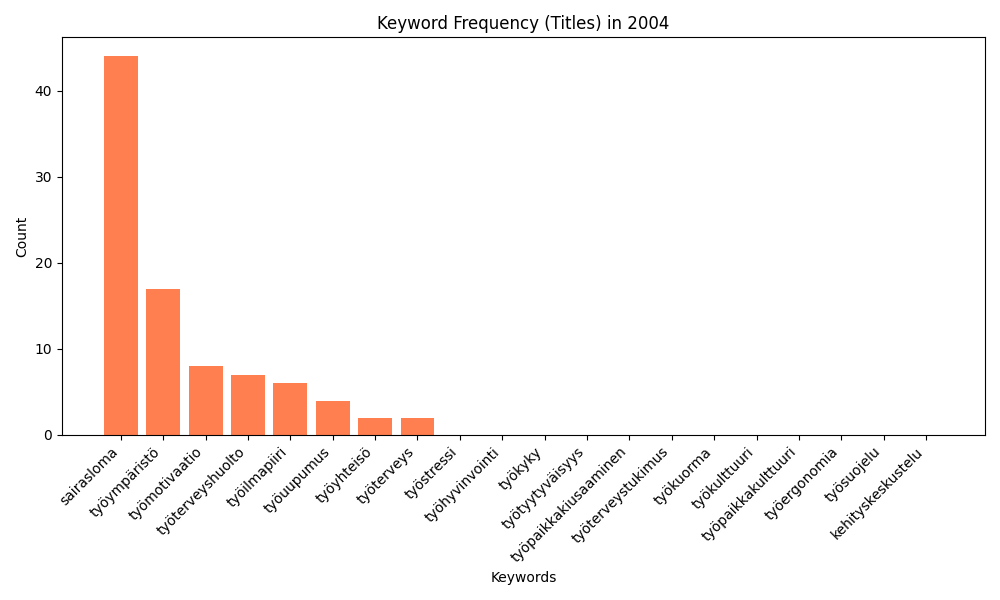 Keyword Frequency (Titles) in 2004
Count
40
30
20
10
0
sairasloma
työympäristö
työmotivaatio
työterveyshuolto
työilmapiiri
työuupumus
työyhteisö
työterveys
työstressi
työhyvinvointi
työkyky
työtyytyväisyys
työpaikkakiusaaminen
työterveystukimus
työkuorma
työkulttuuri
työpaikkakulttuuri
työergonomia
työsuojelu
kehityskeskustelu
Keywords